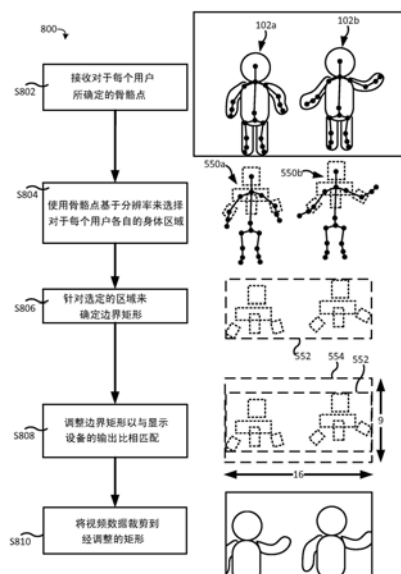 800
102a
102b
S802
接收对于每个用户
所确定的骨骼点
550a
550b
S804
使用骨骼点基于分辨率来选择
对于每个用户各自的身体区域
S806
针对选定的区域来
确定边界矩形
552
554
552
S808
调整边界矩形以与显示
设备的输出比相匹配
9
16
S810
将视频数据裁剪到
经调整的矩形